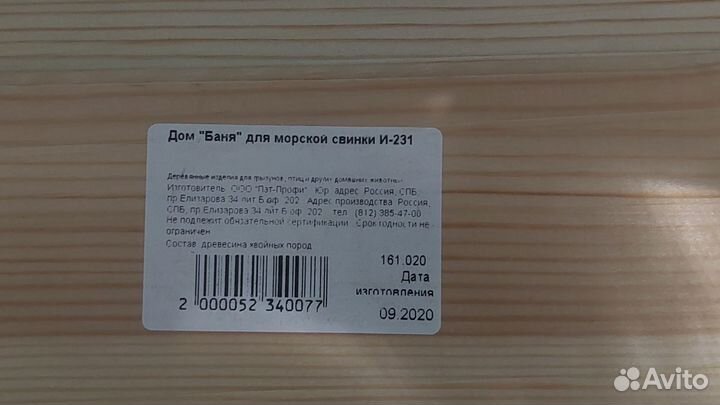 Дом "Баня" для морской свинки И-231
Деревянные изделия для грызунов, птиц и других домашних животных
Изготовитель ООО "Пэт-Профи" Юр адрес Россия, СПБ,
пр.Елизарова 34 лит Б оф. 202 Адрес производства Россия,
СПБ, пр.Елизарова 34 лит Б оф. 202 тел (812) 385-47-00
Не подлежит обязательной сертификации Срок годности не
ограничен
Состав древесина хвойных пород
161.020
Дата
изготовления
09.2020
2 000052 340077
Avito